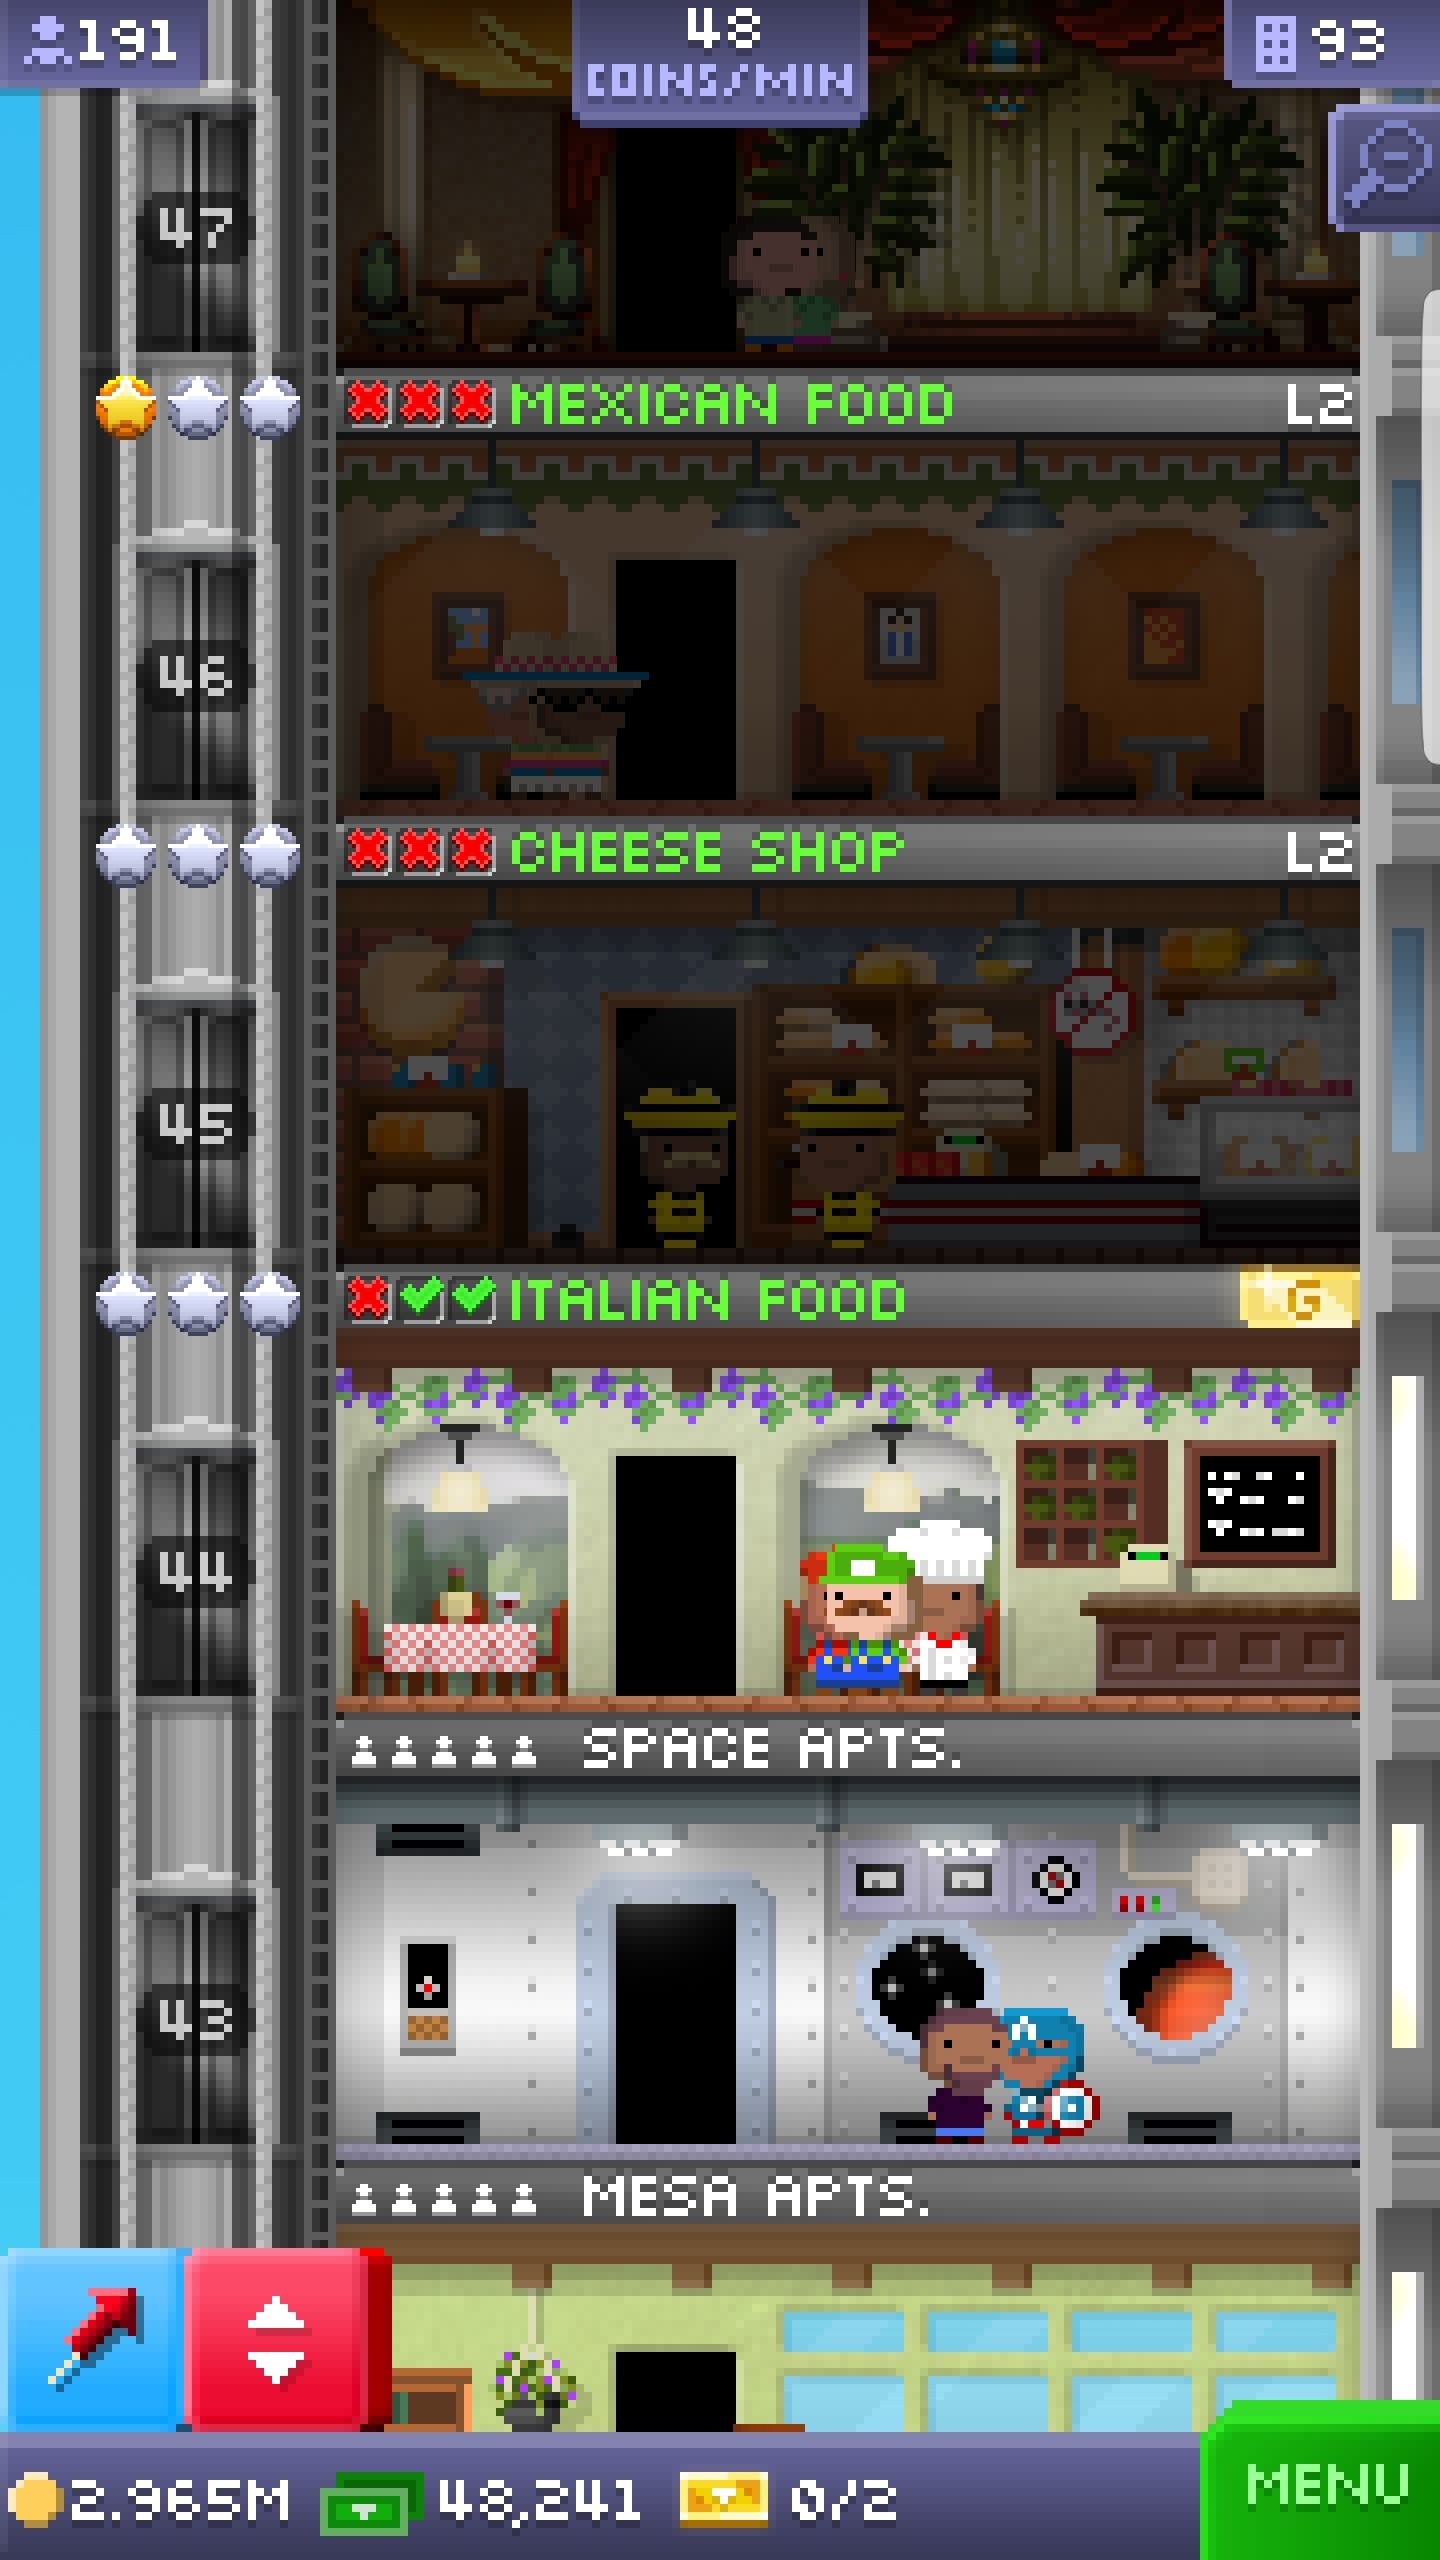 191
48
COINS/MIN
93
47
MEXICAN FOOD L2
46
CHEESE SHOP L2
45
ITALIAN FOOD G
44
SPACE APTS.
A
43
MESA APTS.
2.965M 48,241 0/2
MENU